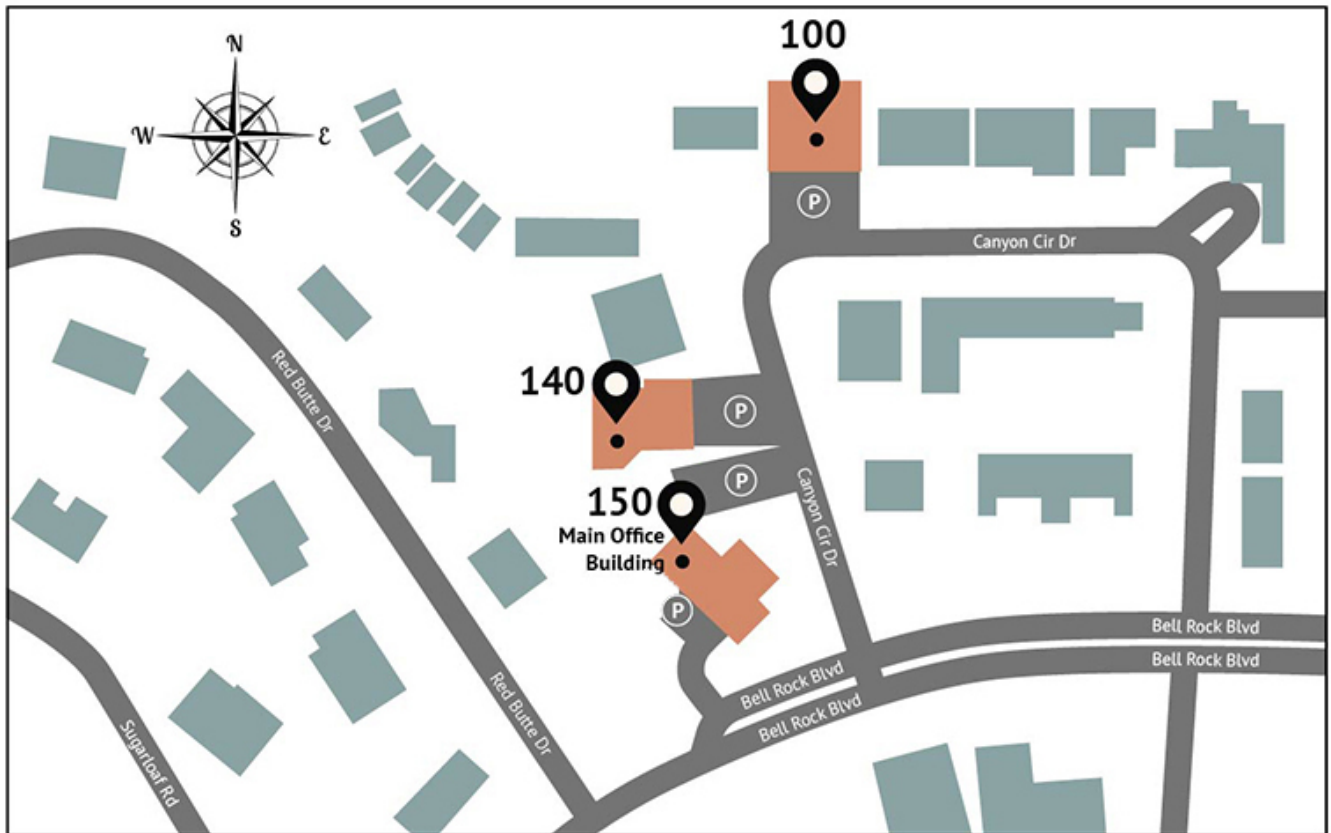 N
100
W
E
P
S
Canyon Cir Dr
Red Butte Dr
140
P
P
150
Main Office
Building
Canyon Cir Dr
P
Bell Rock Blvd
Bell Rock Blvd
Bell Rock Blvd
Bell Rock Blvd
Red Butte Dr
Sugarloaf Rd